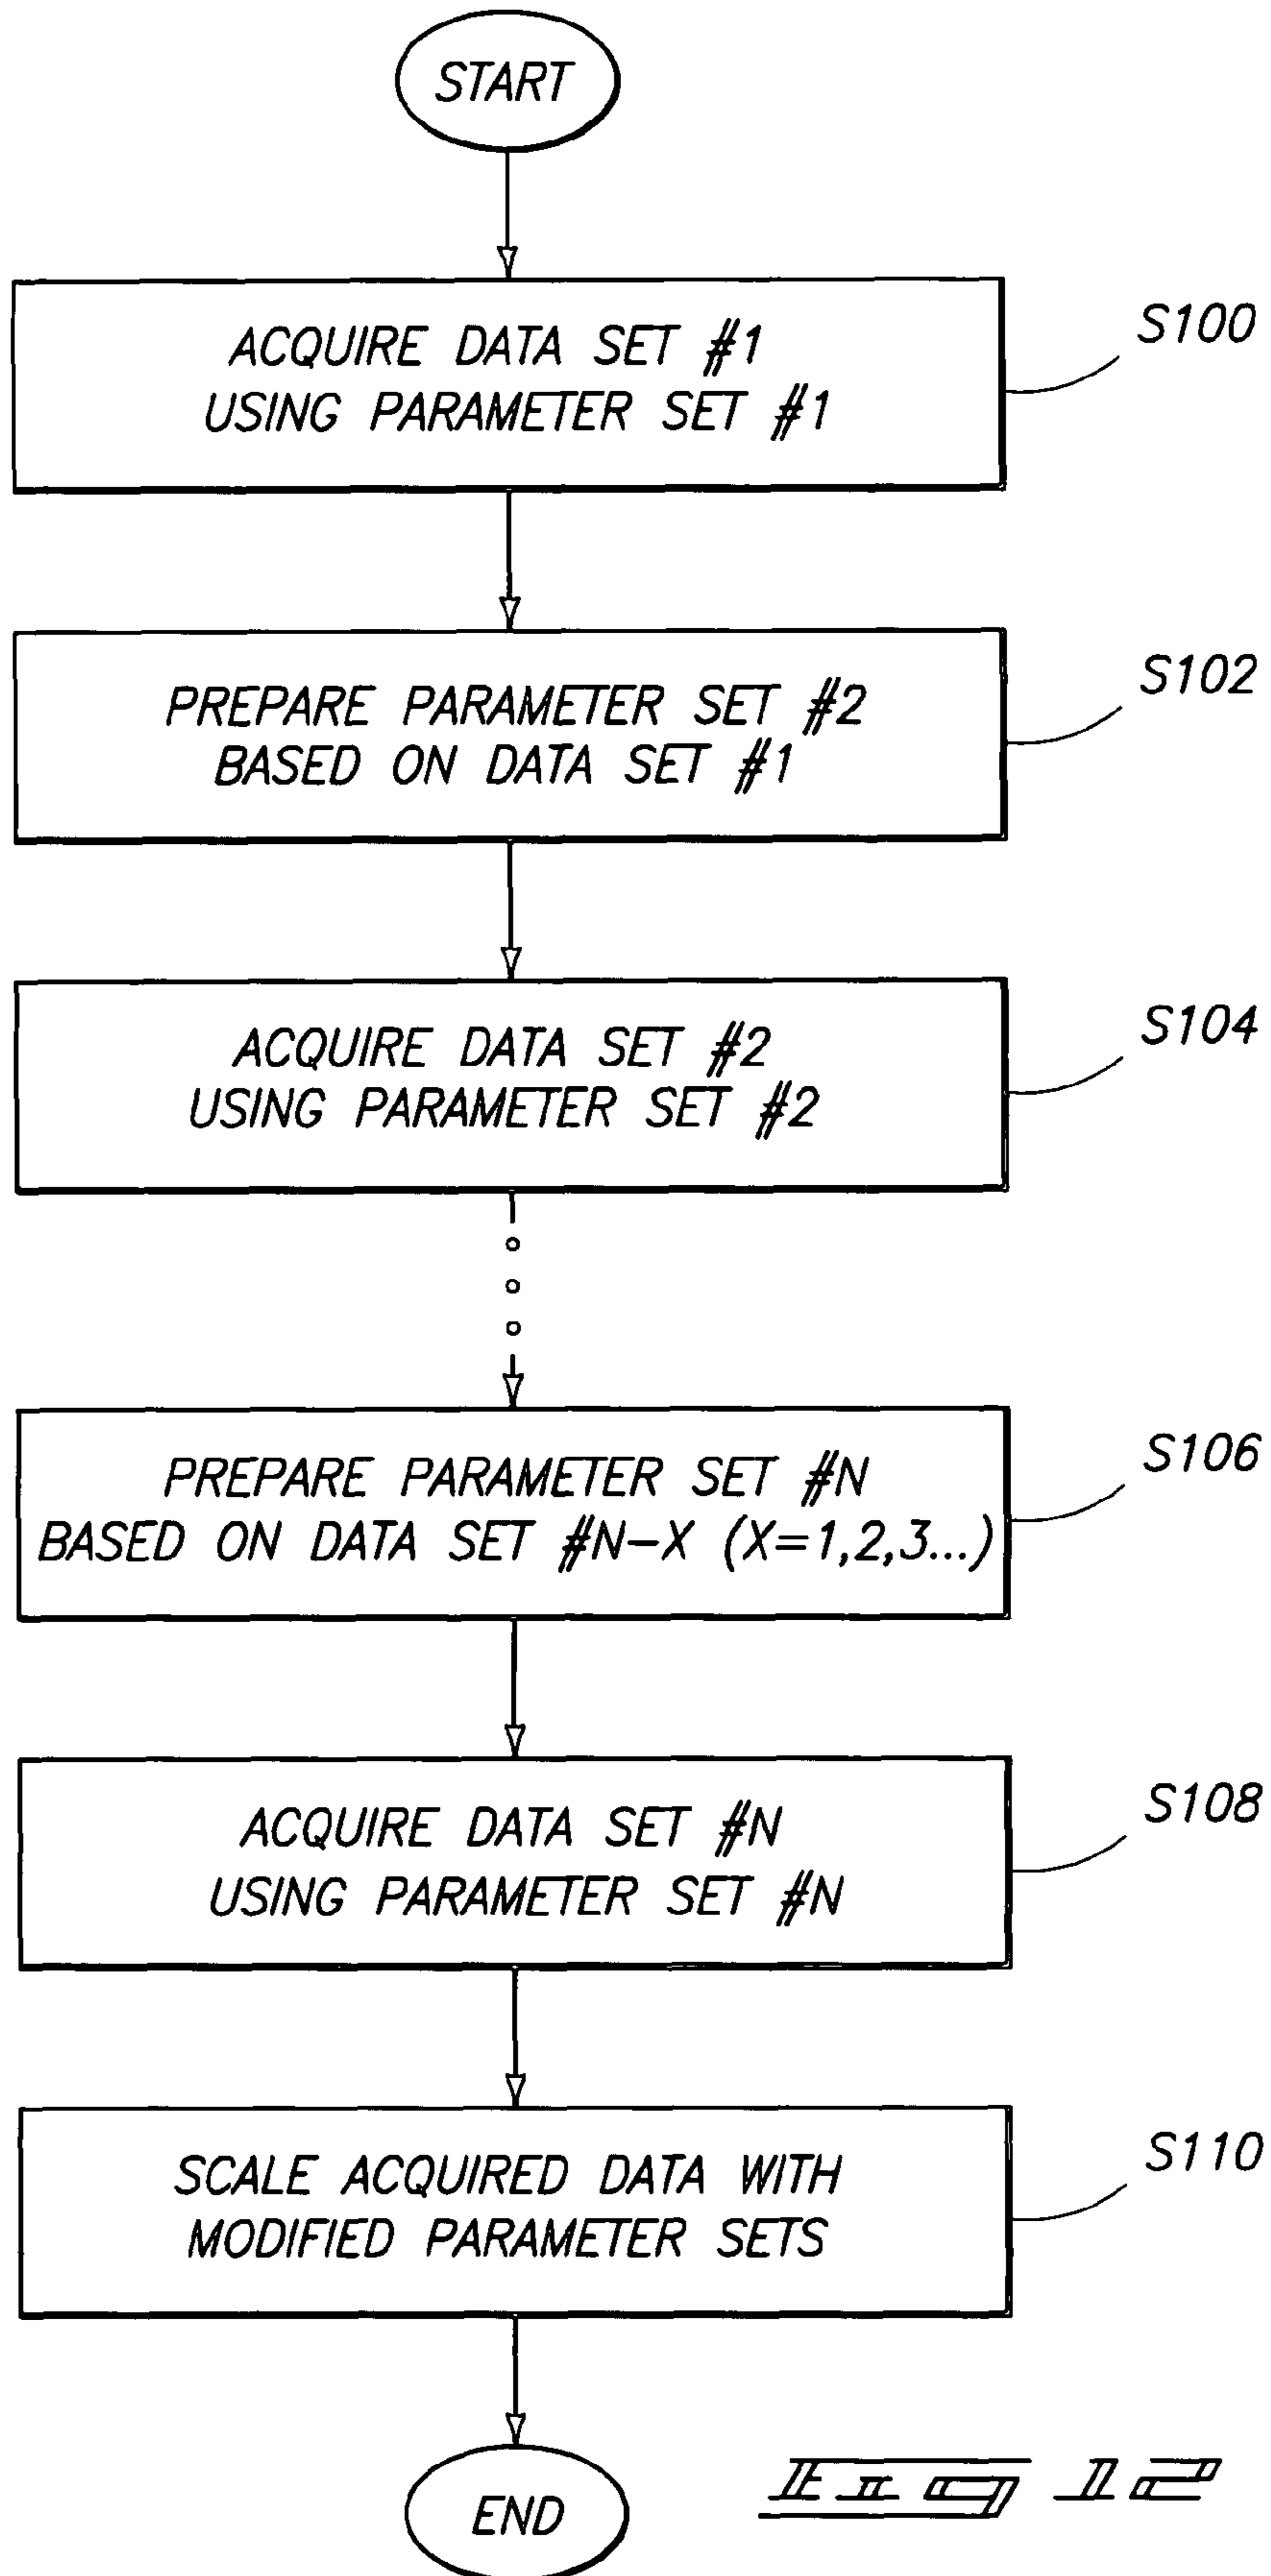 START
ACQUIRE DATA SET #1
USING PARAMETER SET #1
S100
PREPARE PARAMETER SET #2
BASED ON DATA SET #1
S102
ACQUIRE DATA SET #2
USING PARAMETER SET #2
S104
PREPARE PARAMETER SET #N
BASED ON DATA SET #N-X (X=1,2,3...)
S106
ACQUIRE DATA SET #N
USING PARAMETER SET #N
S108
SCALE ACQUIRED DATA WITH
MODIFIED PARAMETER SETS
S110
END
Fig 12